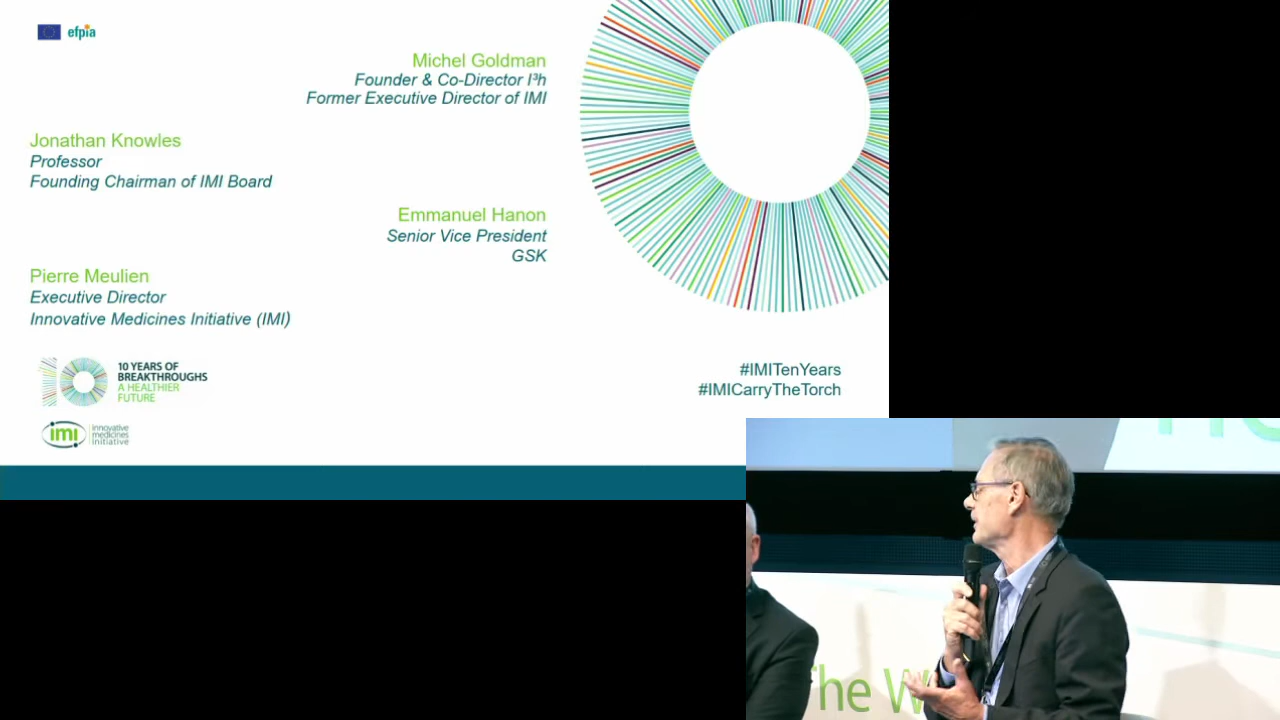 efpia
Michel Goldman
Founder & Co-Director I³h
Former Executive Director of IMI
Jonathan Knowles
Professor
Founding Chairman of IMI Board
Emmanuel Hanon
Senior Vice President
GSK
Pierre Meulien
Executive Director
Innovative Medicines Initiative (IMI)
10 YEARS OF
BREAKTHROUGHS
A HEALTHIER
FUTURE
#IMITenYears
#IMICarryTheTorch
imi
innovative
medicines
initiative
The W